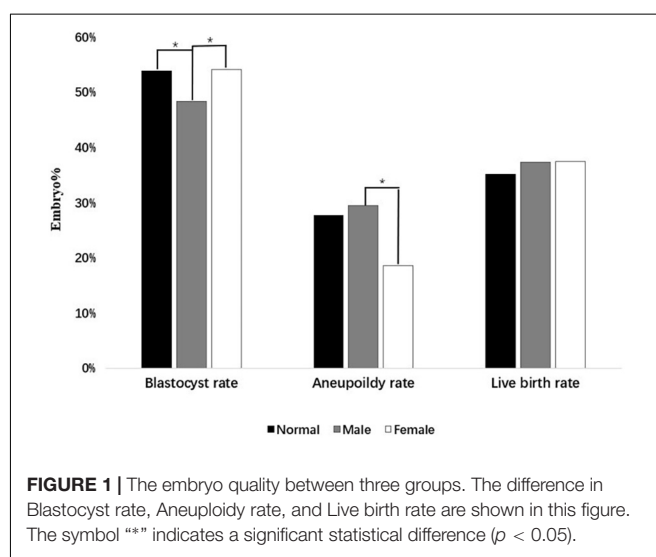 60%
* *
50%
40%
*
30%
20%
10%
0%
Embryo%
Blastocyst rate Aneupoildy rate Live birth rate
■Normal ■Male □Female
FIGURE 1 | The embryo quality between three groups. The difference in
Blastocyst rate, Aneuploidy rate, and Live birth rate are shown in this figure.
The symbol “*” indicates a significant statistical difference (p < 0.05).